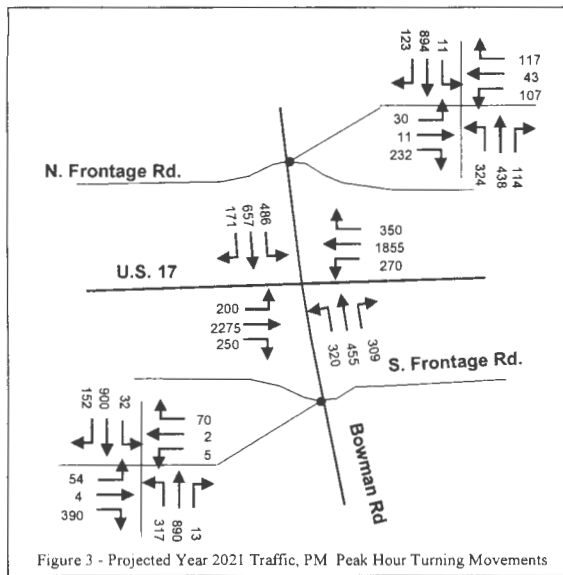 123 894 11
117
43
107
30
11
232
324 438 114
N. Frontage Rd.
171 657 486
350
1855
270
U.S. 17
200
2275
250
320 455 309
S. Frontage Rd.
152 900 32
70
2
5
54
4
390
317 890 13
Bowman Rd
Figure 3 - Projected Year 2021 Traffic, PM Peak Hour Turning Movements